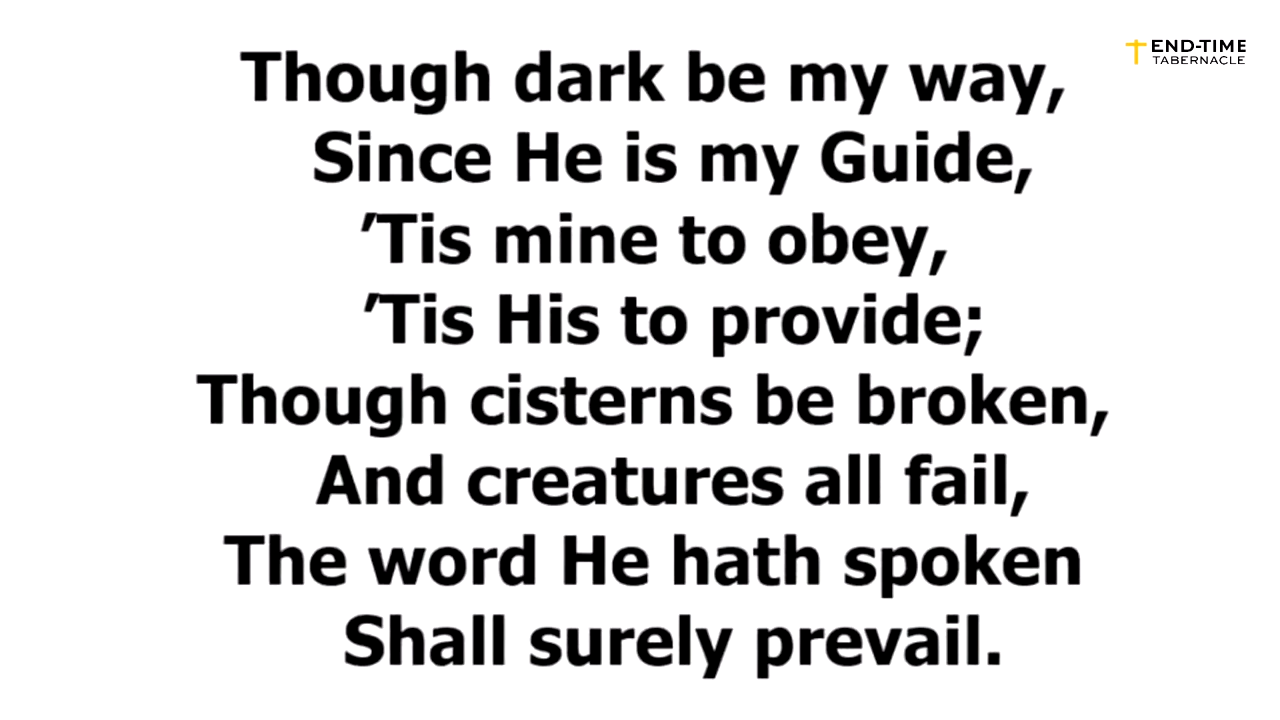 END-TIME
TABERNACLE
Though dark be my way,
Since He is my Guide,
’Tis mine to obey,
’Tis His to provide;
Though cisterns be broken,
And creatures all fail,
The word He hath spoken
Shall surely prevail.